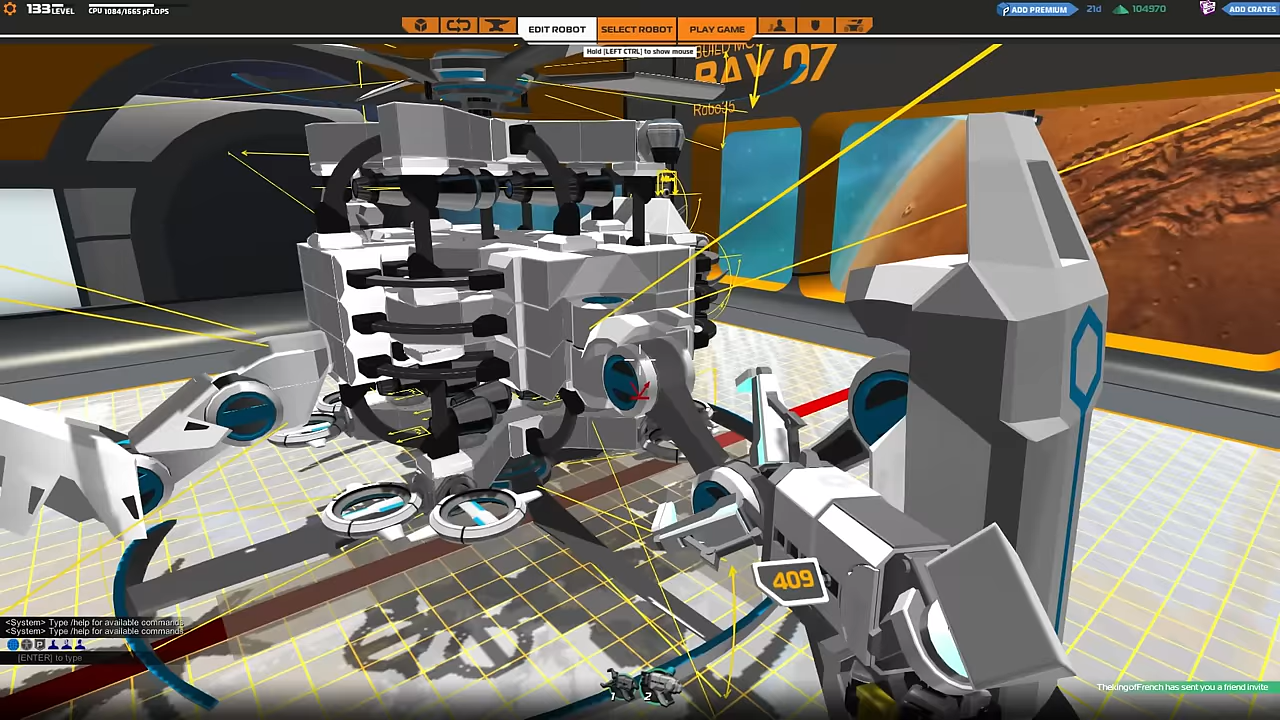 133 LEVEL
CPU 1084/1665 pFLOPS
ADD PREMIUM
21d
104970
ADD CRATES
EDIT ROBOT
SELECT ROBOT
PLAY GAME
Hold [LEFT CTRL] to show mouse
BAY 07
409
<System> Type /help for available commands
<System> Type /help for available commands
P
[ENTER] to type
1
2
ThekingofFrench has sent you a friend invite